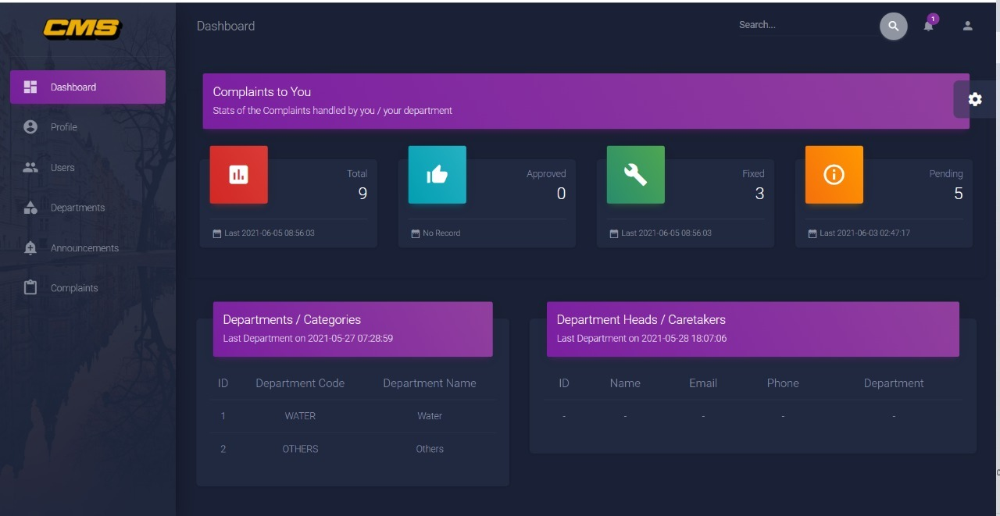 CMS
Dashboard
Search...
1
Dashboard
Profile
Users
Departments
Announcements
Complaints
Complaints to You
Stats of the Complaints handled by you / your department
Total
9
Last 2021-06-05 08:56:03
Approved
0
No Record
Fixed
3
Last 2021-06-05 08:56:03
Pending
5
Last 2021-06-03 02:47:17
Departments / Categories
Last Department on 2021-05-27 07:28:59
ID Department Code Department Name
1 WATER Water
2 OTHERS Others
Department Heads / Caretakers
Last Department on 2021-05-28 18:07:06
ID Name Email Phone Department
- - - - -